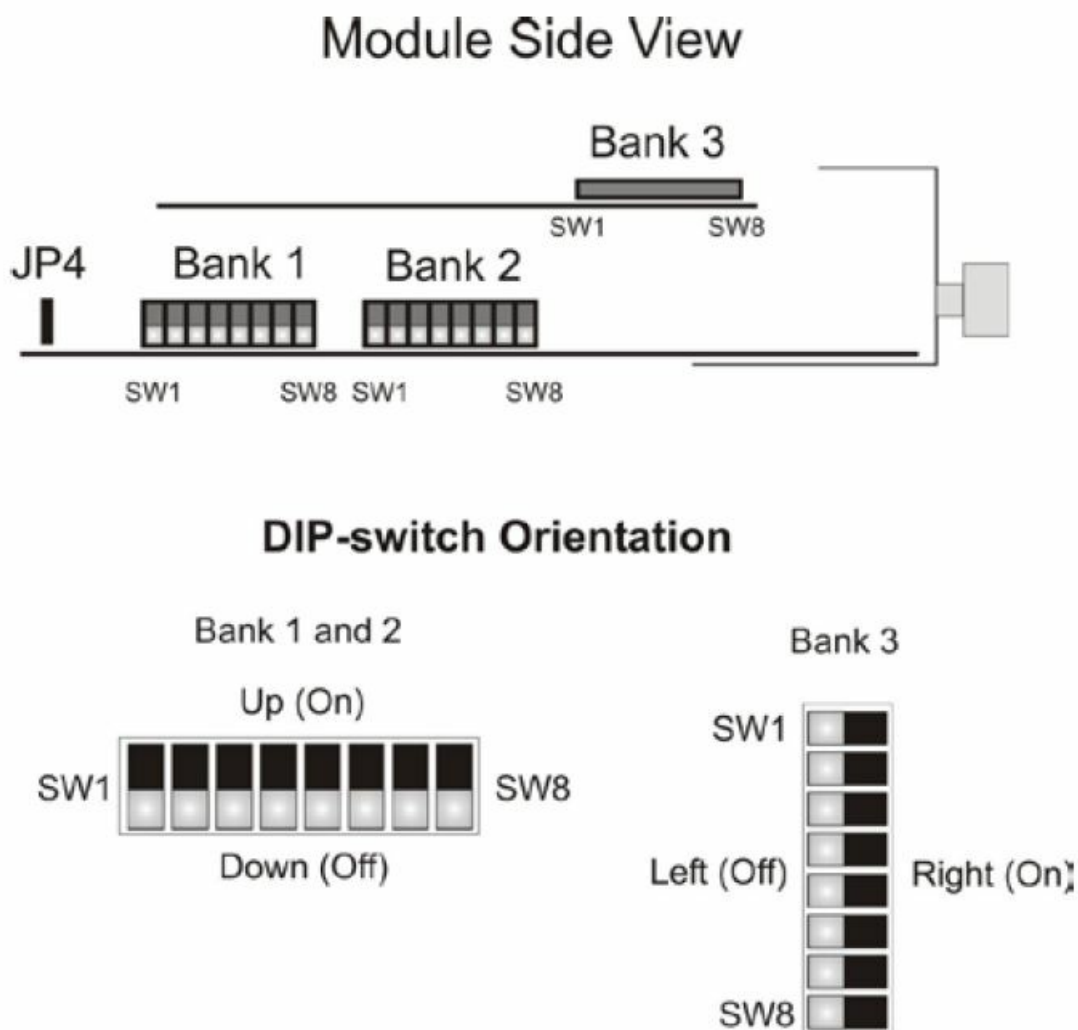 Module Side View
Bank 3
SW1 SW8
JP4 Bank 1 Bank 2
SW1 SW8 SW1 SW8
DIP-switch Orientation
Bank 1 and 2
Bank 3
Up (On)
SW1
SW1 SW8
Down (Off)
Left (Off) Right (On)
SW8